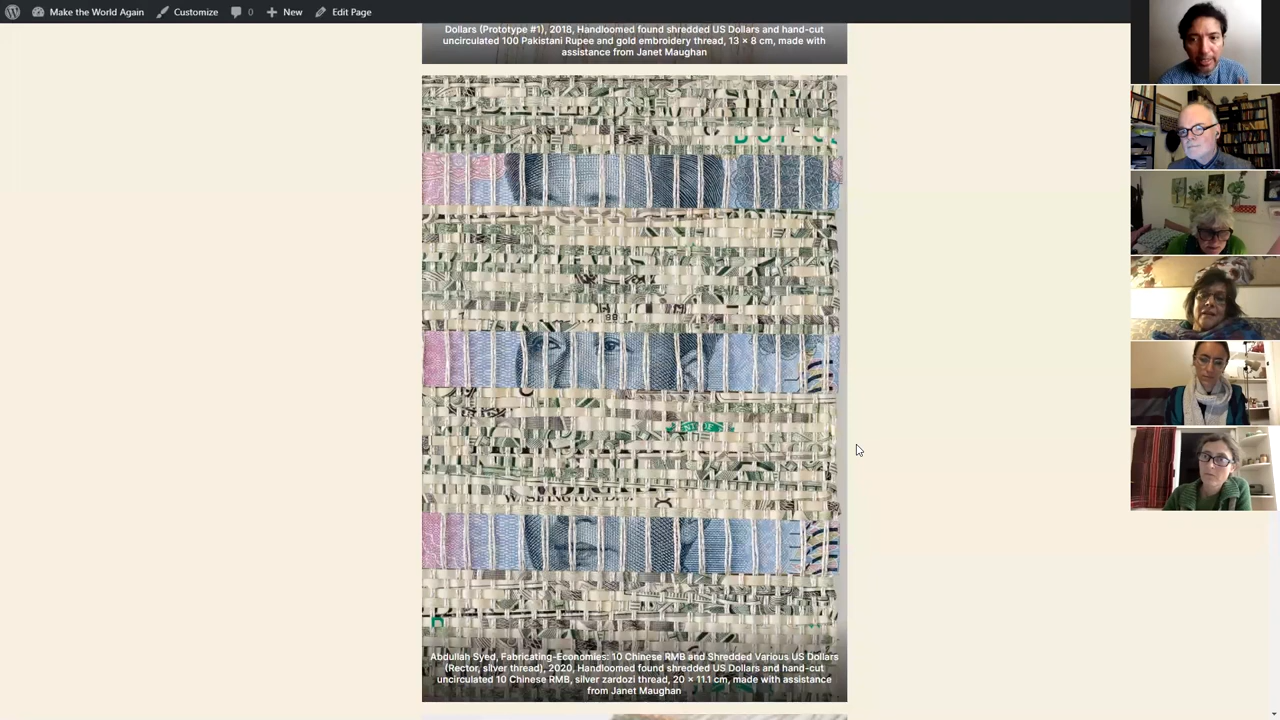 Make the World Again
Customize
0
New
Edit Page
Dollars (Prototype #1), 2018, Handloomed found shredded US Dollars and hand-cut
uncirculated 100 Pakistani Rupee and gold embroidery thread, 13 × 8 cm, made with
assistance from Janet Maughan
Abdullah Syed, Fabricating-Economies: 10 Chinese RMB and Shredded Various US Dollars
(Rector, silver thread), 2020, Handloomed found shredded US Dollars and hand-cut
uncirculated 10 Chinese RMB, silver zardozi thread, 20 × 11.1 cm, made with assistance
from Janet Maughan